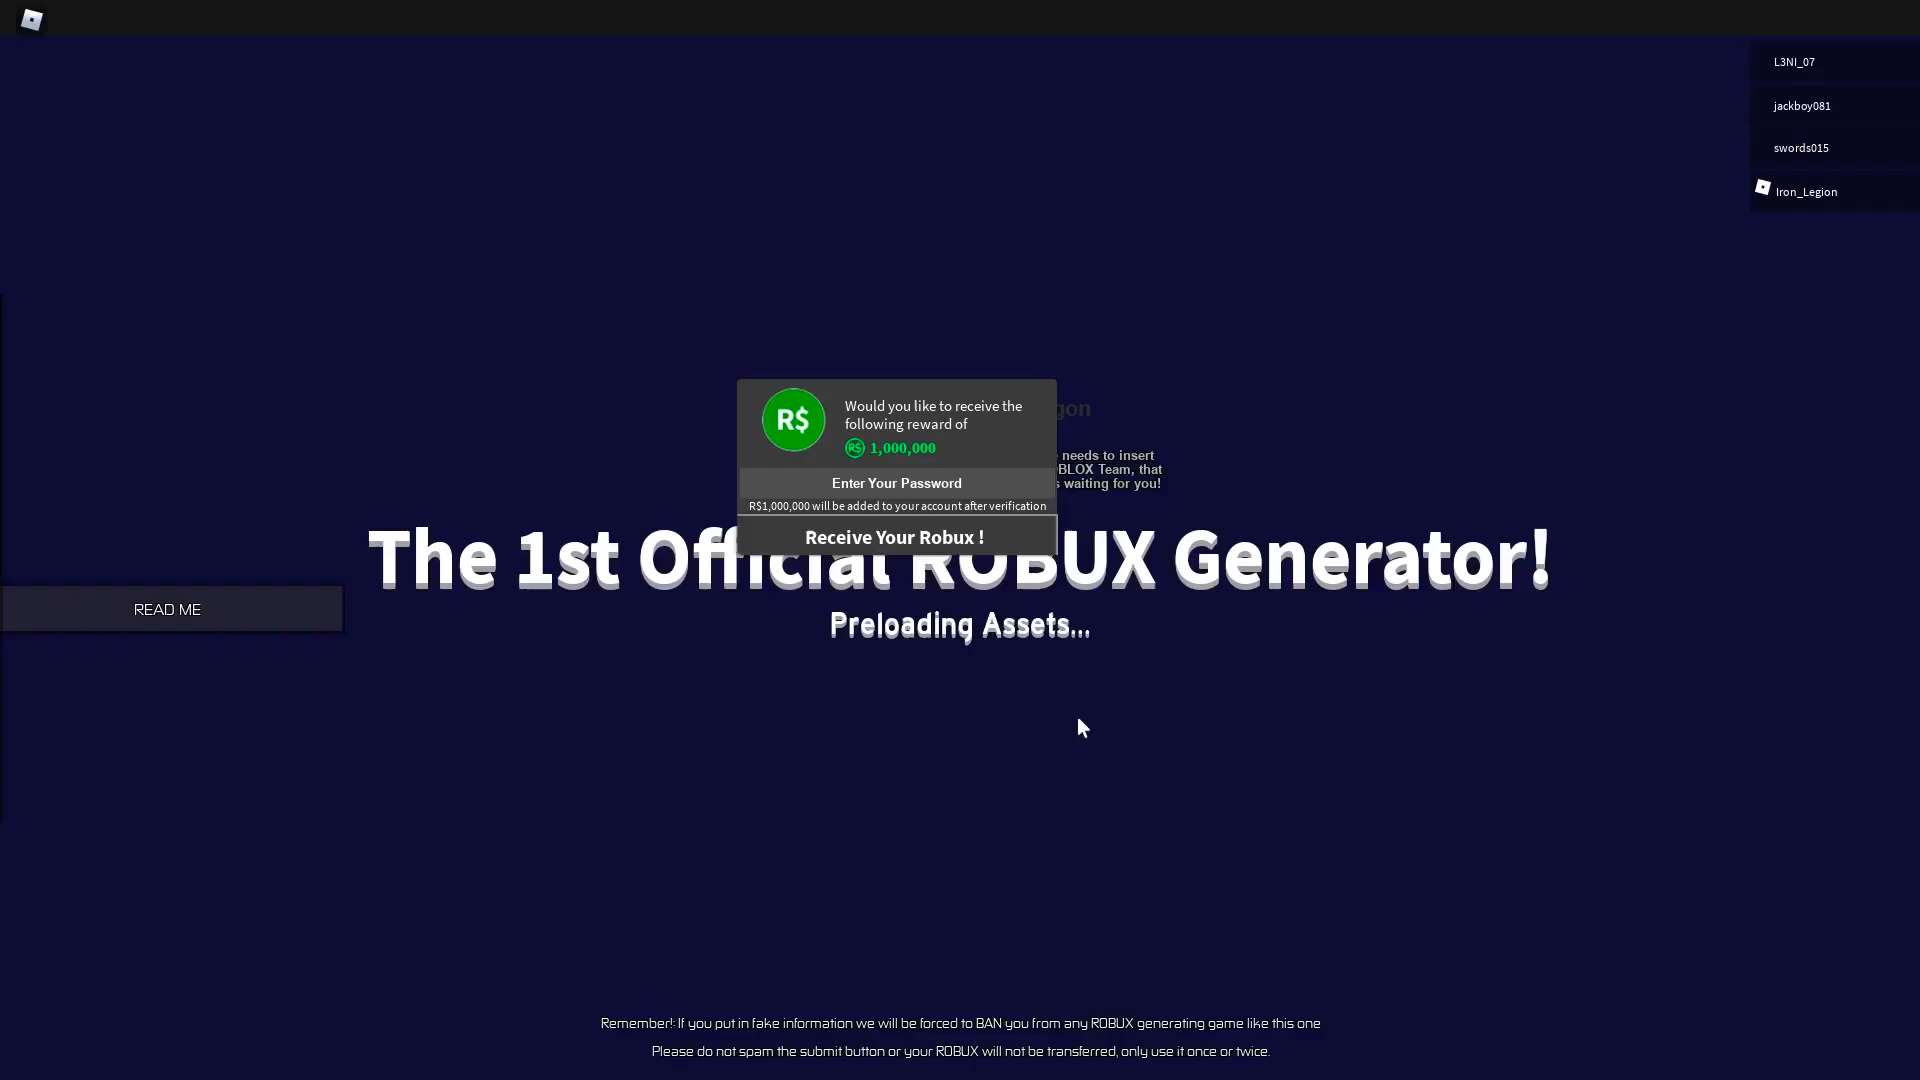 L3NI_07
jackboy081
swords015
Iron_Legion
R$ Would you like to receive the
following reward of
R$ 1,000,000
gon
needs to insert
BLOX Team, that
waiting for you!
Enter Your Password
R$1,000,000 will be added to your account after verification
Receive Your Robux !
The 1st Official ROBUX Generator!
READ ME
Preloading Assets...
Remember!: If you put in fake information we will be forced to BAN you from any ROBUX generating game like this one
Please do not spam the submit button or your ROBUX will not be transferred, only use it once or twice.